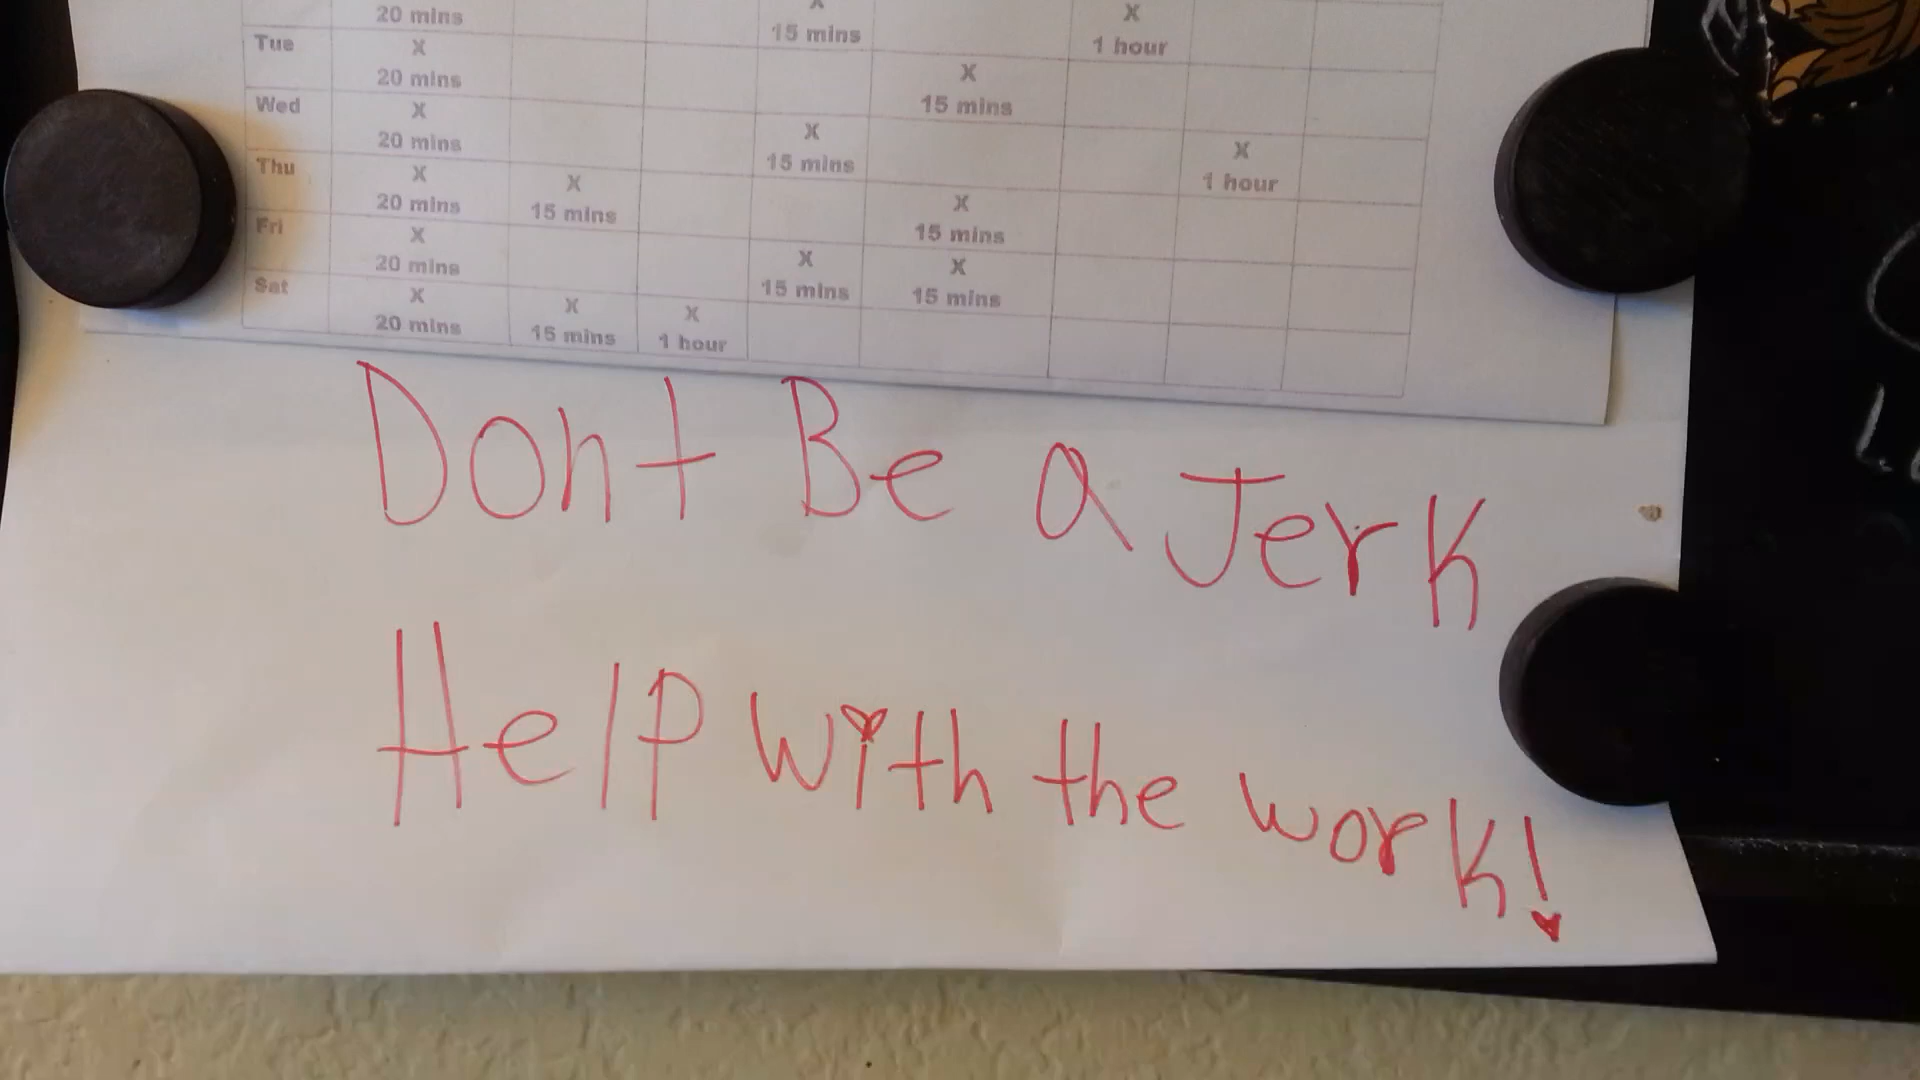 20 mins 15 mins X 1 hour
Tue X 20 mins X 15 mins
Wed X 20 mins X 15 mins X 1 hour
Thu X 20 mins X 15 mins X 15 mins
Fri X 20 mins X 15 mins X 15 mins
Sat X 20 mins X 15 mins X 1 hour
Dont Be a Jerk
Help with the work!